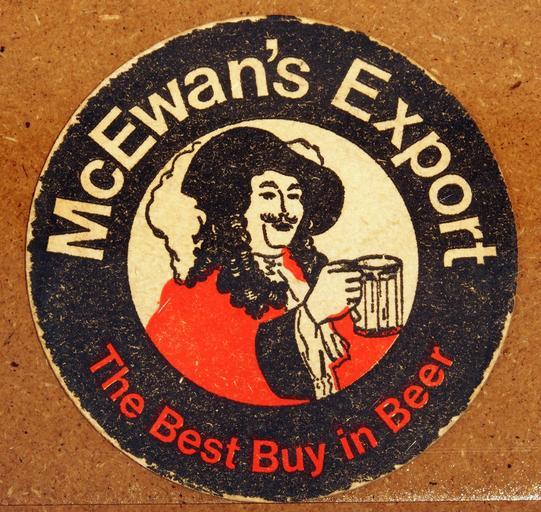 McEwan's Export
The Best Buy in Beer